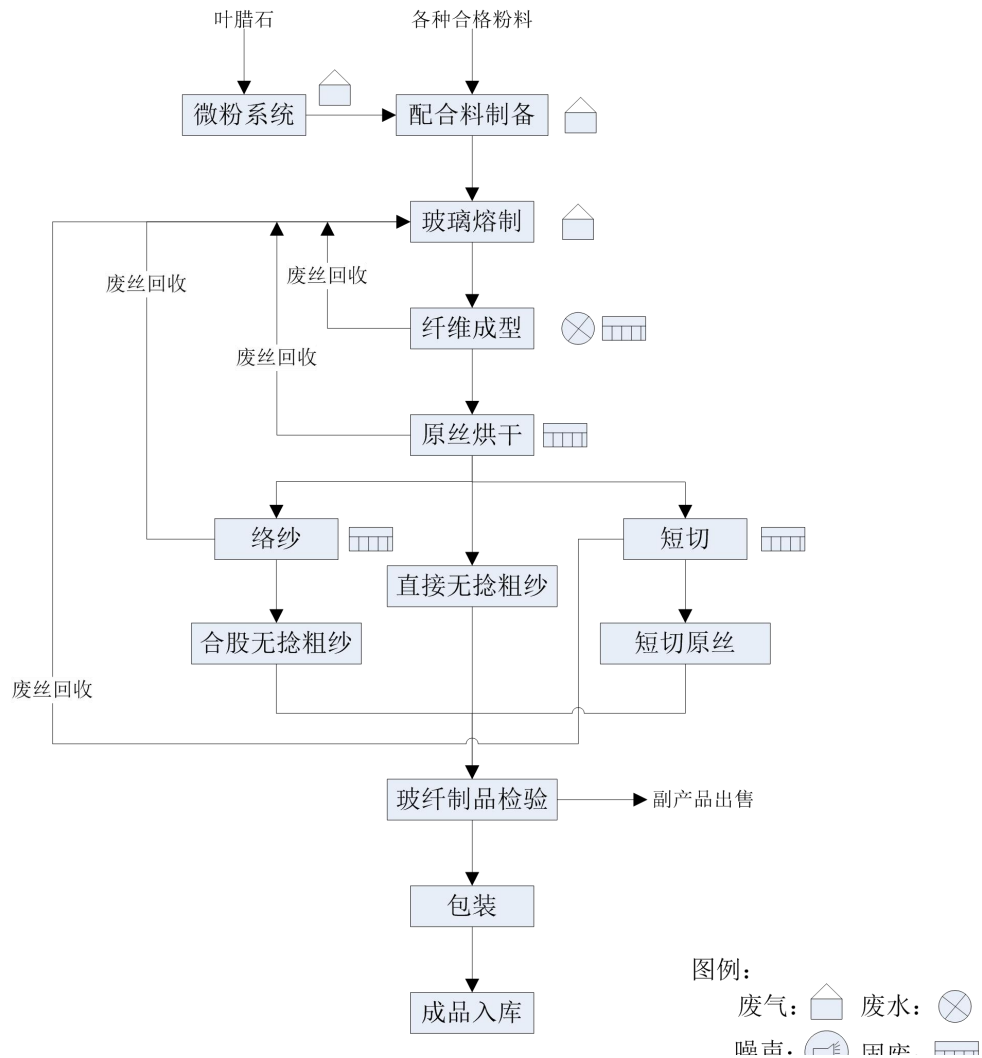 叶腊石
各种合格粉料
微粉系统
配合料制备
玻璃熔制
废丝回收
废丝回收
纤维成型
废丝回收
原丝烘干
络纱
短切
直接无捻粗纱
合股无捻粗纱
短切原丝
废丝回收
玻纤制品检验
副产品出售
包装
成品入库
图例：
废气： 废水：
噪声： 固废：